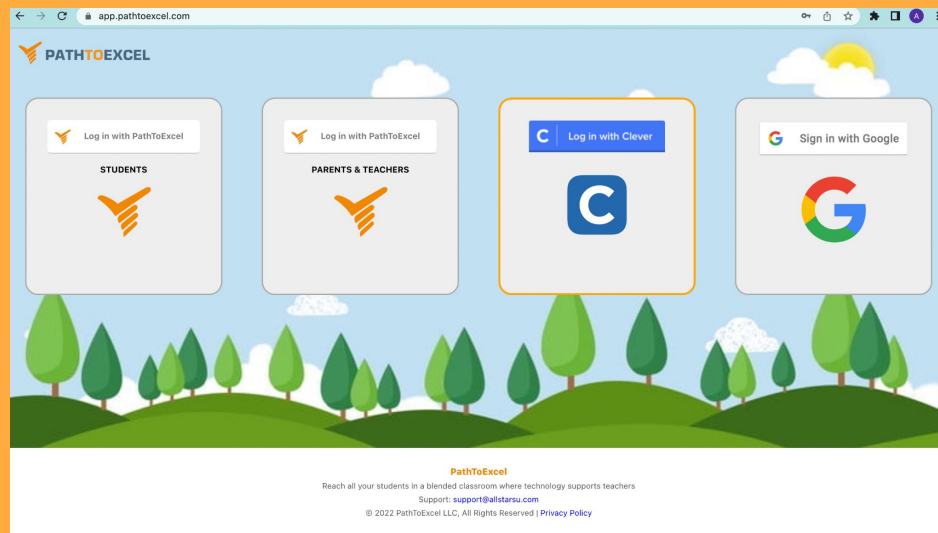 app.pathtoexcel.com
A
PATHTOEXCEL
Log in with PathToExcel
STUDENTS
Log in with PathToExcel
PARENTS & TEACHERS
C Log in with Clever
C
G Sign in with Google
G
PathToExcel
Reach all your students in a blended classroom where technology supports teachers
Support: support@allstarsu.com
© 2022 PathToExcel LLC, All Rights Reserved | Privacy Policy